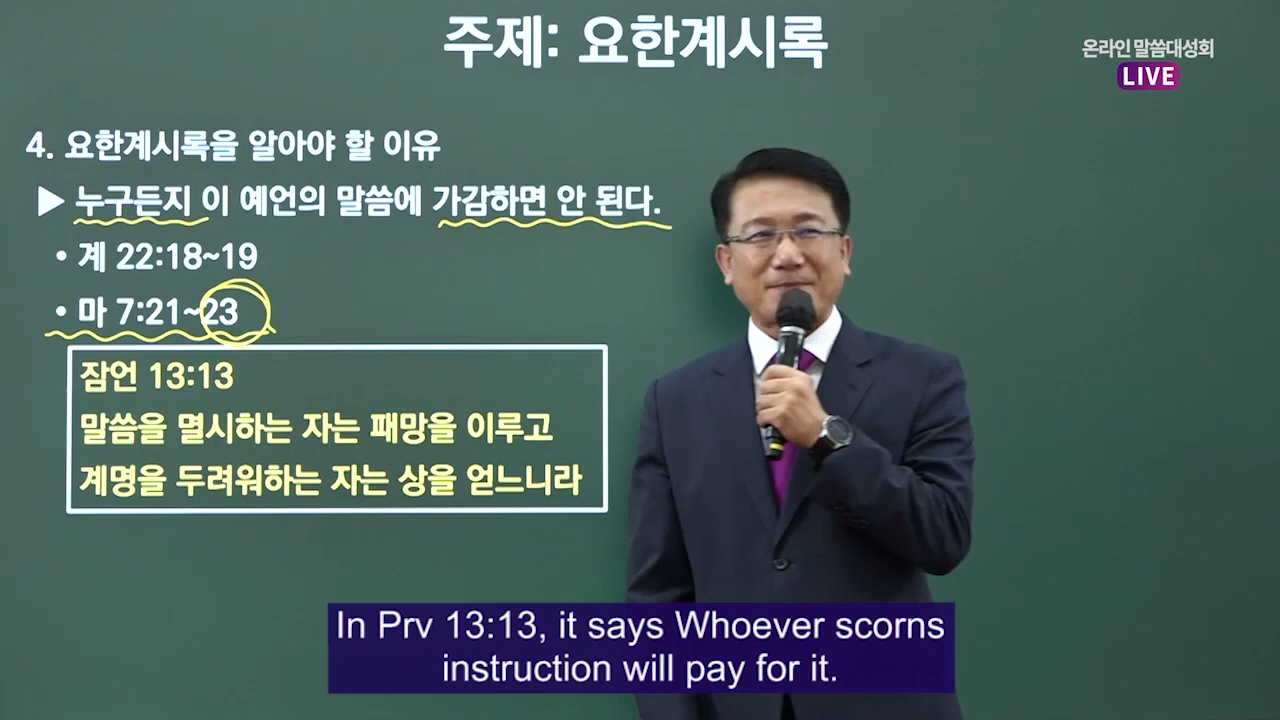 주제: 요한계시록
온라인 말씀대성회
LIVE
4. 요한계시록을 알아야 할 이유
▶ 누구든지 이 예언의 말씀에 가감하면 안 된다.
• 계 22:18~19
• 마 7:21~23
잠언 13:13
말씀을 멸시하는 자는 패망을 이루고
계명을 두려워하는 자는 상을 얻느니라
In Prv 13:13, it says Whoever scorns
instruction will pay for it.